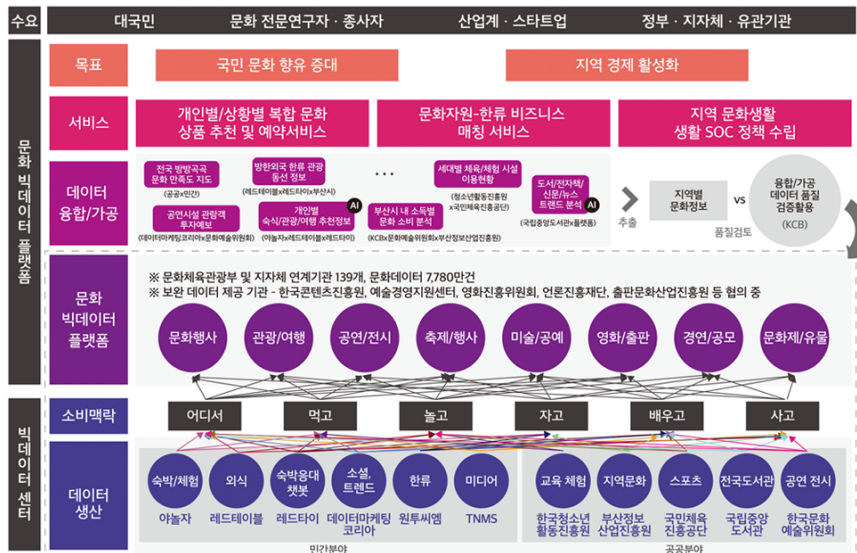 수요
대국민
문화 전문연구자 · 종사자
산업계 · 스타트업
정부 · 지자체 · 유관기관
문화 빅데이터 플랫폼
목표
국민 문화 향유 증대
지역 경제 활성화
서비스
개인별/상황별 복합 문화
상품 추천 및 예약서비스
문화자원-한류 비즈니스
매칭 서비스
지역 문화생활
생활 SOC 정책 수립
데이터
융합/가공
전국 방방곡곡
문화 만족도 지도
(공공x민간)
방한외국 한류 관광
동선 정보
(레드테이블x레드타이x부산시)
...
세대별 체육/체험 시설
이용현황
(청소년활동진흥원
x국민체육진흥공단)
도서/전자책/
신문/뉴스
트랜드 분석
AI
(국립중앙도서관x플랫폼)
공연시설 관람객
투자예보
(데이터마케팅코리아x문화예술위원회)
개인별
숙식/관광/여행 추천정보
AI
(야놀자x레드테이블x레드타이)
부산시 내 소득별
문화 소비 분석
(KCBx문화예술위원회x부산정보산업진흥원)
추출
지역별
문화정보
VS
품질검토
융합/가공
데이터 품질
검증활용
(KCB)
문화
빅데이터
플랫폼
※ 문화체육관광부 및 지자체 연계기관 139개, 문화데이터 7,780만건
※ 보완 데이터 제공 기관 - 한국콘텐츠진흥원, 예술경영지원센터, 영화진흥위원회, 언론진흥재단, 출판문화산업진흥원 등 협의 중
문화행사
관광/여행
공연/전시
축제/행사
미술/공예
영화/출판
경연/공모
문화제/유물
빅데이터 센터
소비맥락
어디서
먹고
놀고
자고
배우고
사고
데이터
생산
숙박/체험
야놀자
외식
레드테이블
숙박응대
챗봇
레드타이
소셜,
트렌드
데이터마케팅
코리아
한류
원투씨엠
미디어
TNMS
교육 체험
한국청소년
활동진흥원
지역문화
부산정보
산업진흥원
스포츠
국민체육
진흥공단
전국도서관
국립중앙
도서관
공연 전시
한국문화
예술위원회
민간분야
공공분야